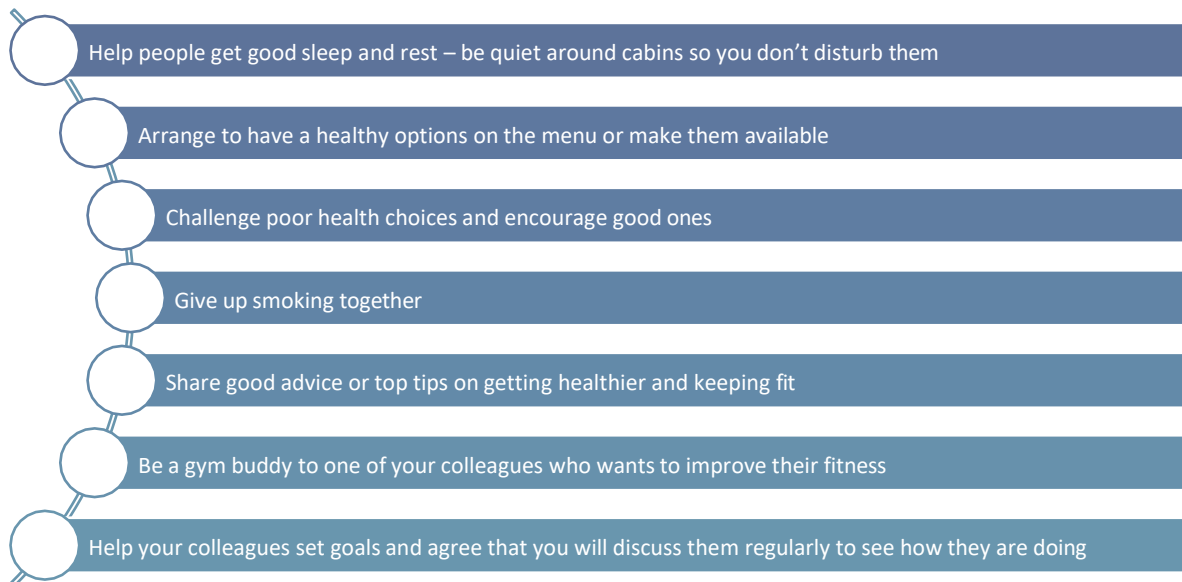 Help people get good sleep and rest – be quiet around cabins so you don’t disturb them
Arrange to have a healthy options on the menu or make them available
Challenge poor health choices and encourage good ones
Give up smoking together
Share good advice or top tips on getting healthier and keeping fit
Be a gym buddy to one of your colleagues who wants to improve their fitness
Help your colleagues set goals and agree that you will discuss them regularly to see how they are doing